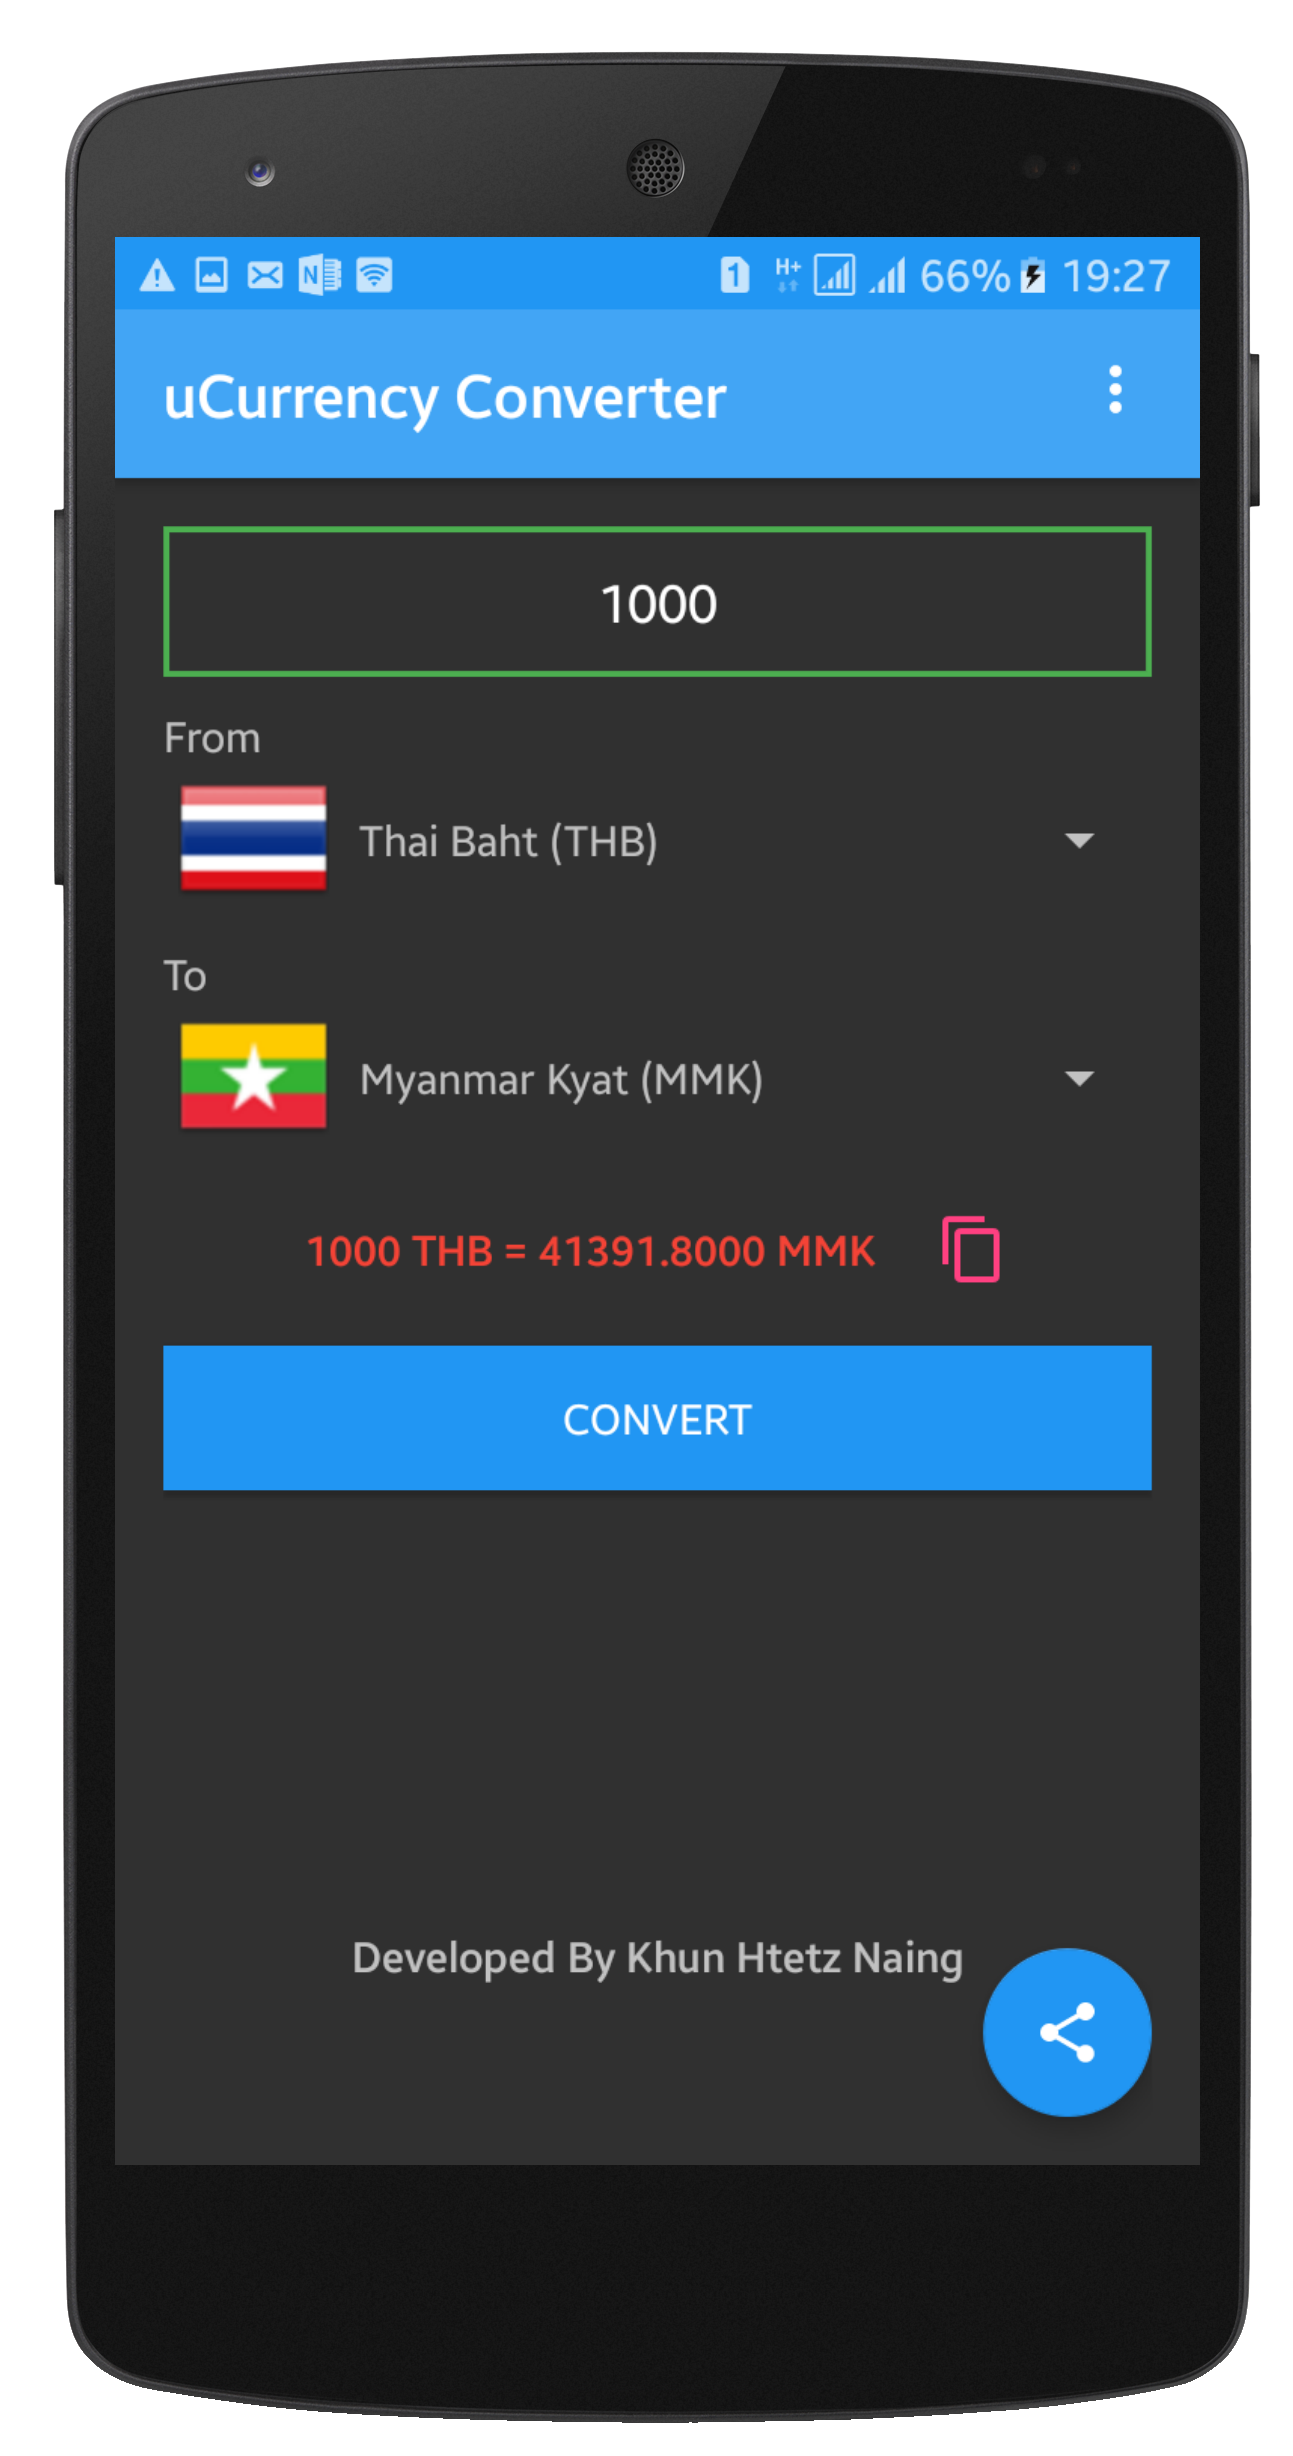 1 H+ 66% 19:27
uCurrency Converter
1000
From
Thai Baht (THB)
To
Myanmar Kyat (MMK)
1000 THB = 41391.8000 MMK
CONVERT
Developed By Khun Htetz Naing